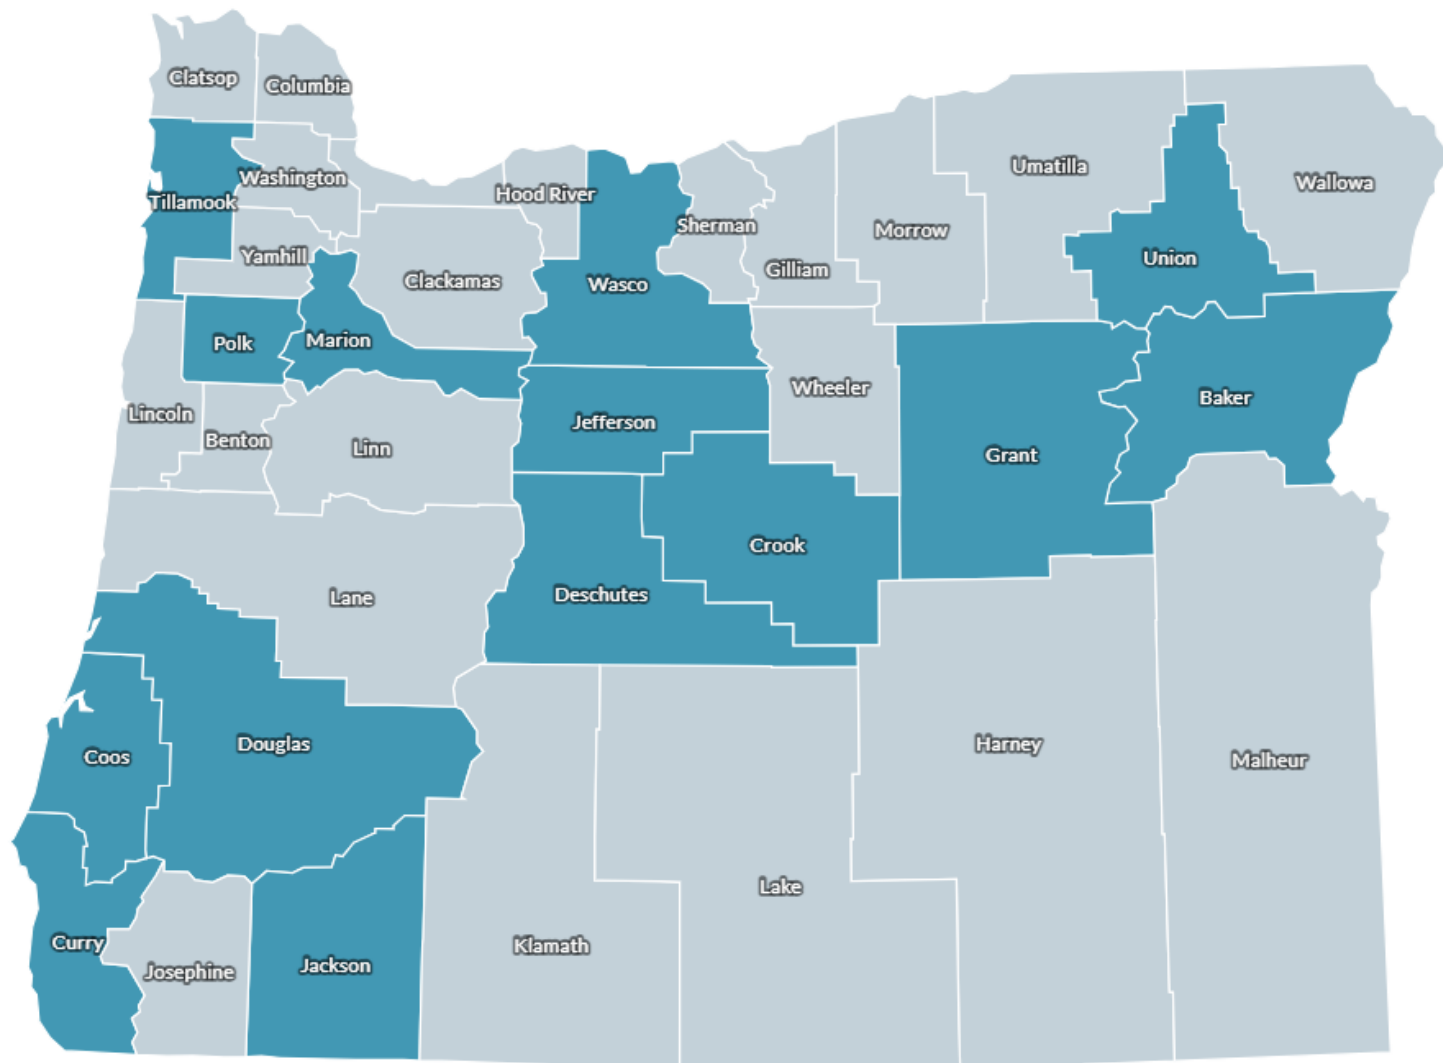 Clatsop
Columbia
Washington
Tillamook
Hood River
Umatilla
Wallowa
Sherman
Morrow
Yamhill
Clackamas
Gilliam
Union
Wasco
Polk
Marion
Wheeler
Baker
Lincoln
Jefferson
Benton
Linn
Grant
Crook
Lane
Deschutes
Douglas
Harney
Coos
Malheur
Lake
Curry
Klamath
Jackson
Josephine